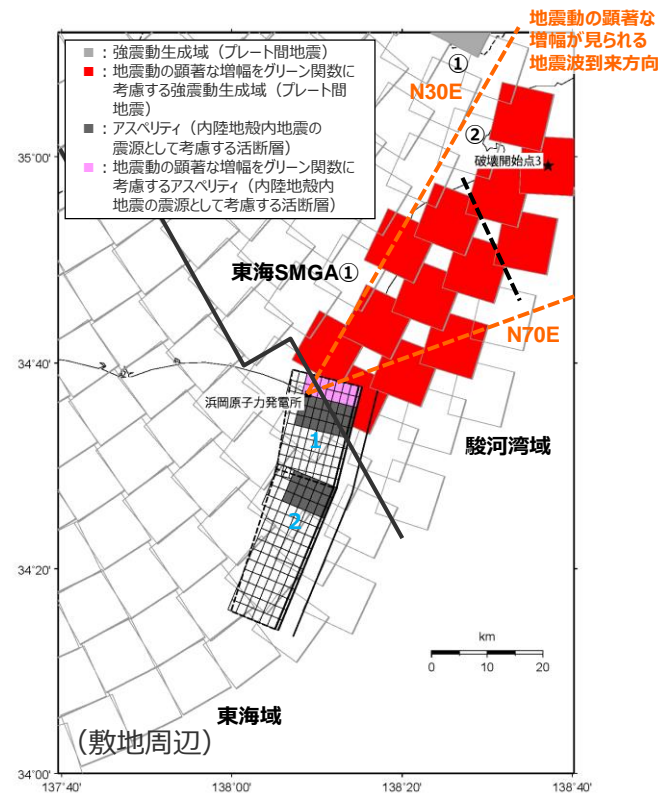 地震動の顕著な
増幅が見られる
地震波到来方向
■：強震動生成域（プレート間地震）
■：地震動の顕著な増幅をグリーン関数に
考慮する強震動生成域（プレート間
地震）
■：アスペリティ（内陸地殻内地震の
震源として考慮する活断層）
■：地震動の顕著な増幅をグリーン関数に
考慮するアスペリティ（内陸地殻内
地震の震源として考慮する活断層）
①
N30E
②
破壊開始点3
★
35°00'
東海SMGA①
N70E
34°40'
浜岡原子力発電所
駿河湾域
1
2
34°20'
km
0 10 20
東海域
（敷地周辺）
34°00'
137°40' 138°00' 138°20' 138°40'